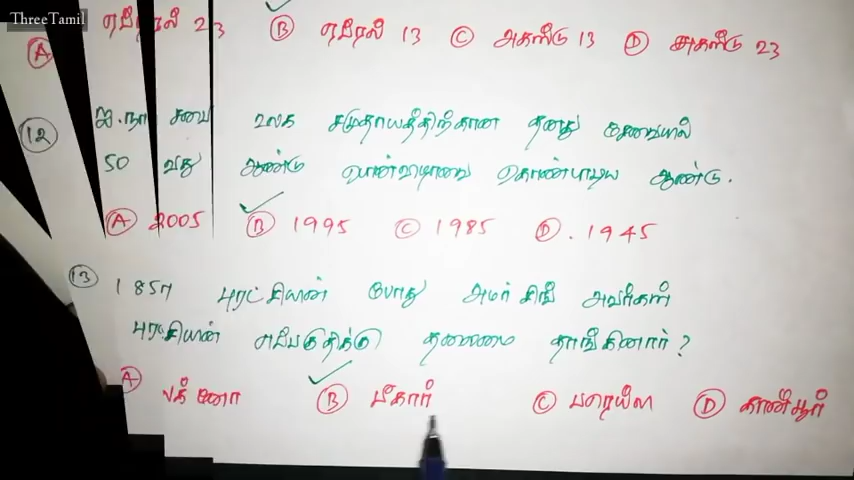 ThreeTamil
A ஏப்ரல் 23 B ஏப்ரல் 13 C ஆகஸ்டு 13 D ஆகஸ்டு 23
12 ஐ.நா சபை உலக சமுதாயத்திற்கான தனது சேவையில்
50 வது ஆண்டு பொன்விழாவை கொண்டாடிய ஆண்டு.
A 2005 B 1995 C 1985 D . 1945
13 1857 புரட்சியின் போது அமர் சிங் அவர்கள்
புரட்சியின் எப்பகுதிக்கு தலைமை தாங்கினார்?
A லக்னோ B பீகார் C பரெய்லி D கான்பூர்